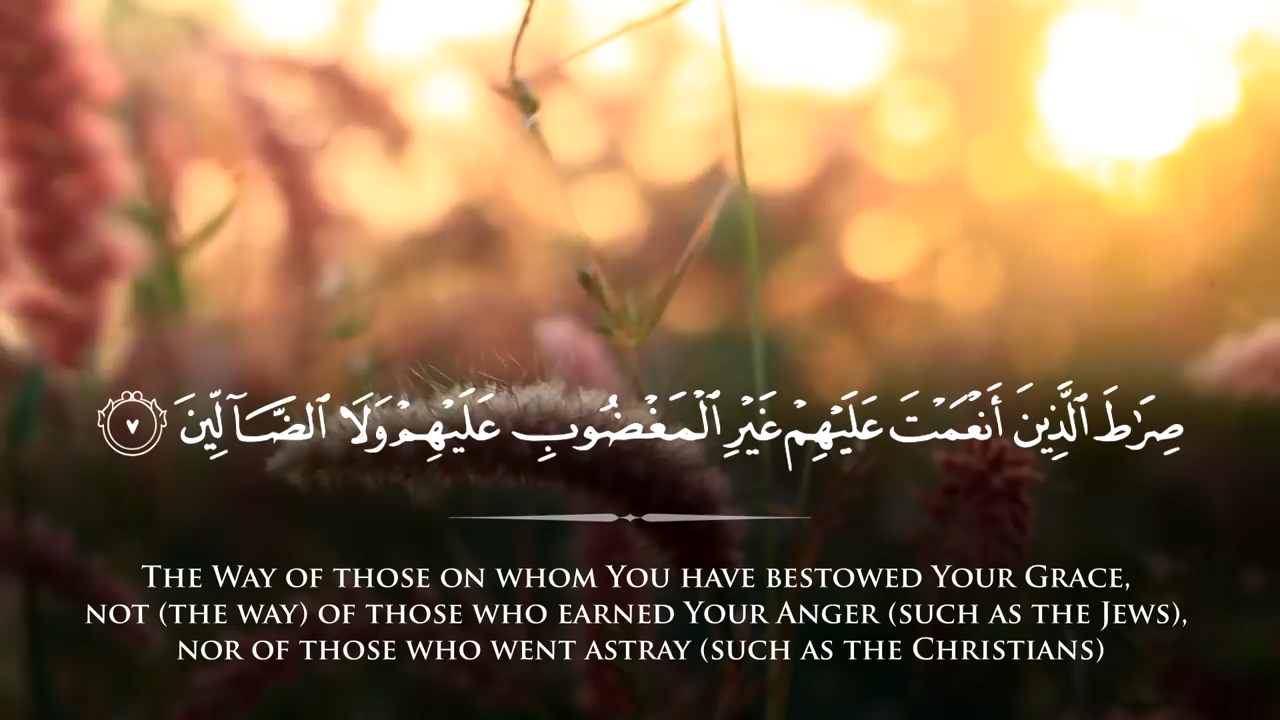 صِرَٰطَ ٱلَّذِينَ أَنْعَمْتَ عَلَيْهِمْ غَيْرِ ٱلْمَغْضُوبِ عَلَيْهِمْ وَلَا ٱلضَّآلِّينَ ٧
The Way of those on whom You have bestowed Your Grace,
not (the way) of those who earned Your Anger (such as the Jews),
nor of those who went astray (such as the Christians)